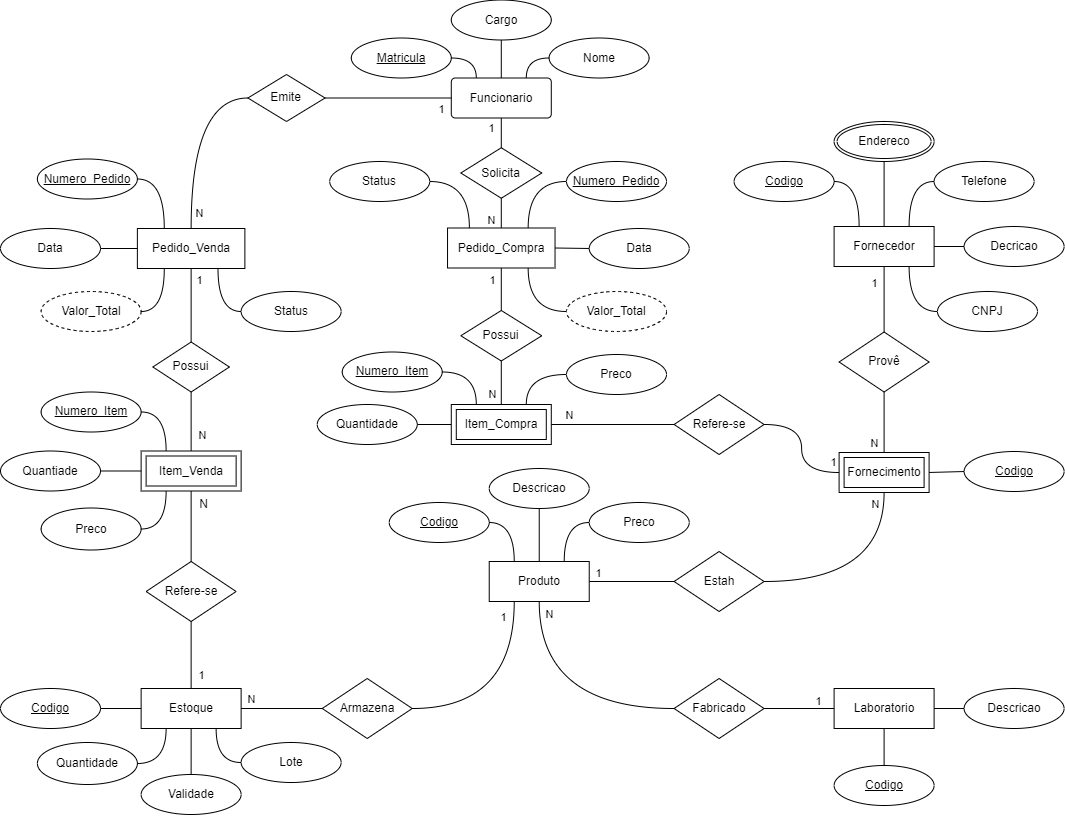 Cargo
Matricula
Nome
Emite
Funcionario
1
1
Endereco
Numero_Pedido
Status
Solicita
Numero_Pedido
Codigo
Telefone
N
N
Data
Pedido_Venda
Pedido_Compra
Data
Fornecedor
Decricao
1
1
1
Valor_Total
Status
Valor_Total
CNPJ
Possui
Possui
Provê
Numero_Item
Preco
N
Numero_Item
Quantidade
Item_Compra
N
Refere-se
N
N
1
Quantiade
Item_Venda
Fornecimento
Codigo
N
Descricao
N
Preco
Codigo
Preco
Refere-se
Produto
1
Estah
1
N
1
Codigo
Estoque
N
Armazena
Fabricado
1
Laboratorio
Descricao
Quantidade
Lote
Validade
Codigo